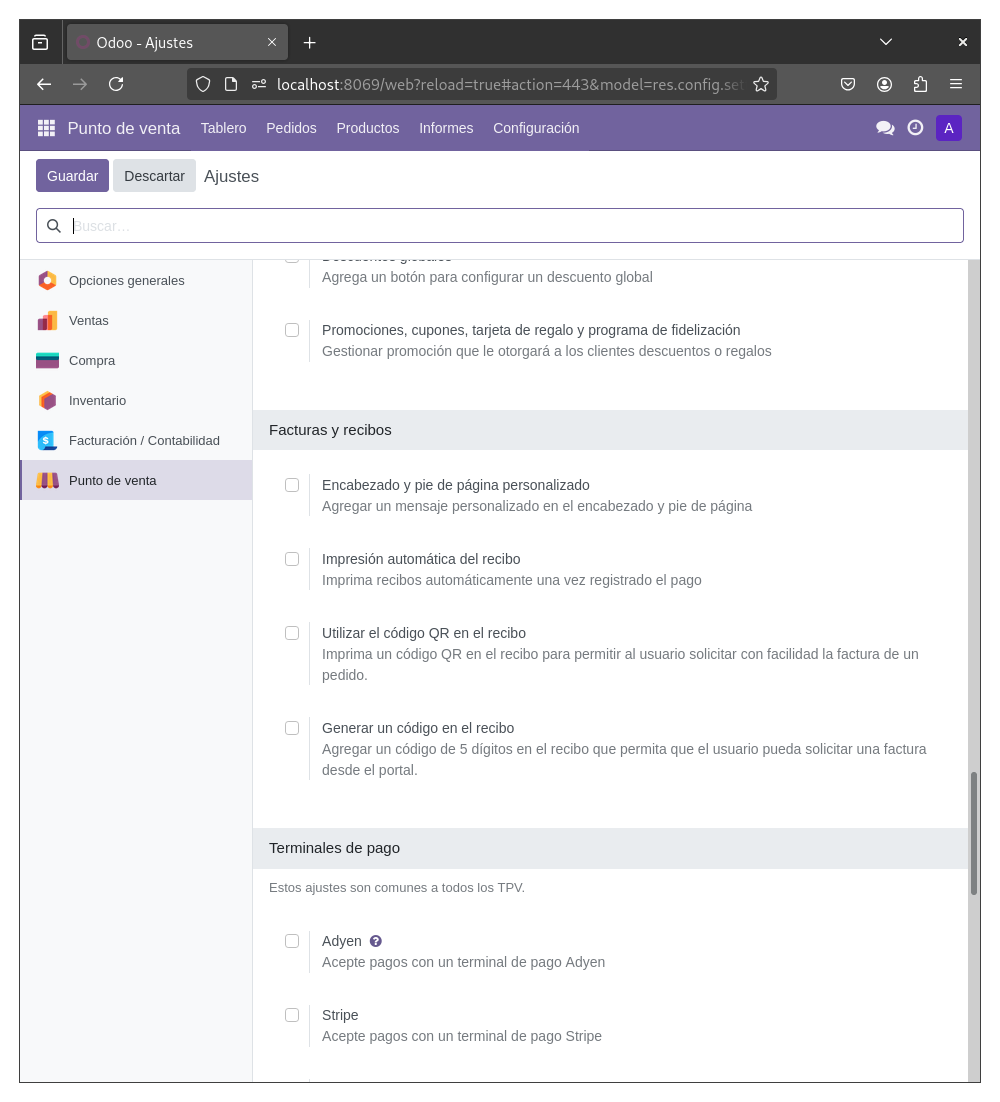 Odoo - Ajustes
localhost:8069/web?reload=true#action=443&model=res.config.set
Punto de venta Tablero Pedidos Productos Informes Configuración A
Guardar Descartar Ajustes
Buscar...
Descuentos globales
Opciones generales
Agrega un botón para configurar un descuento global
Ventas
Promociones, cupones, tarjeta de regalo y programa de fidelización
Gestionar promoción que le otorgará a los clientes descuentos o regalos
Compra
Inventario
Facturación / Contabilidad
Punto de venta
Facturas y recibos
Encabezado y pie de página personalizado
Agregar un mensaje personalizado en el encabezado y pie de página
Impresión automática del recibo
Imprima recibos automáticamente una vez registrado el pago
Utilizar el código QR en el recibo
Imprima un código QR en el recibo para permitir al usuario solicitar con facilidad la factura de un
pedido.
Generar un código en el recibo
Agregar un código de 5 dígitos en el recibo que permita que el usuario pueda solicitar una factura
desde el portal.
Terminales de pago
Estos ajustes son comunes a todos los TPV.
Adyen ?
Acepte pagos con un terminal de pago Adyen
Stripe
Acepte pagos con un terminal de pago Stripe